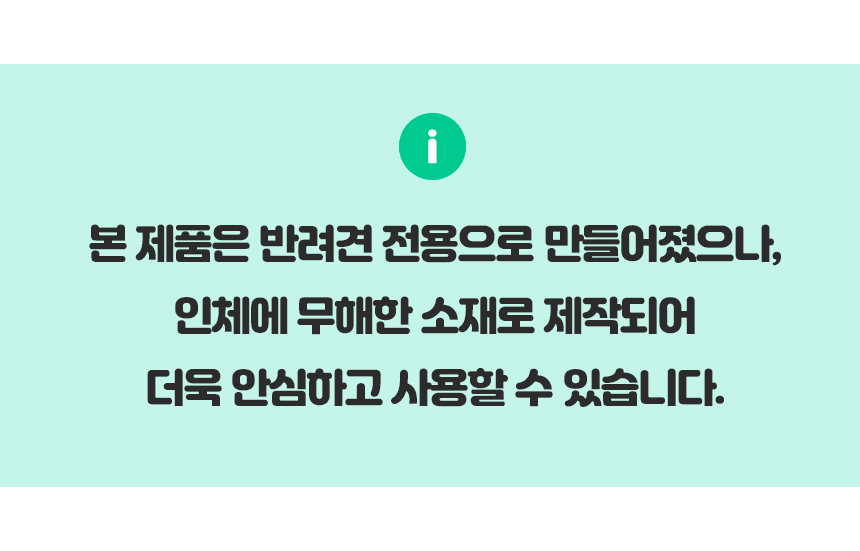 i
본 제품은 반려견 전용으로 만들어졌으나,
인체에 무해한 소재로 제작되어
더욱 안심하고 사용할 수 있습니다.